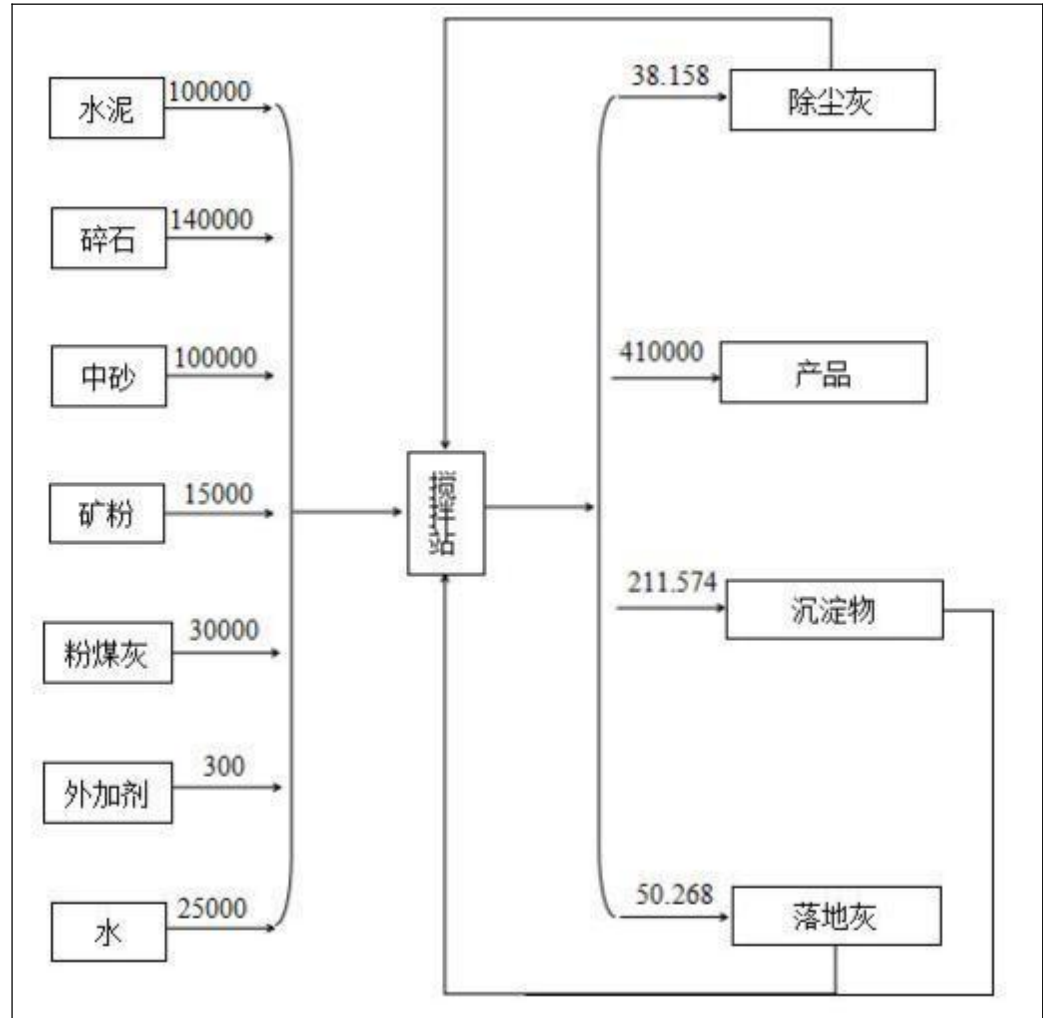 水泥
100000
碎石
140000
中砂
100000
矿粉
15000
粉煤灰
30000
外加剂
300
水
25000
搅拌站
38.158
除尘灰
410000
产品
211.574
沉淀物
50.268
落地灰